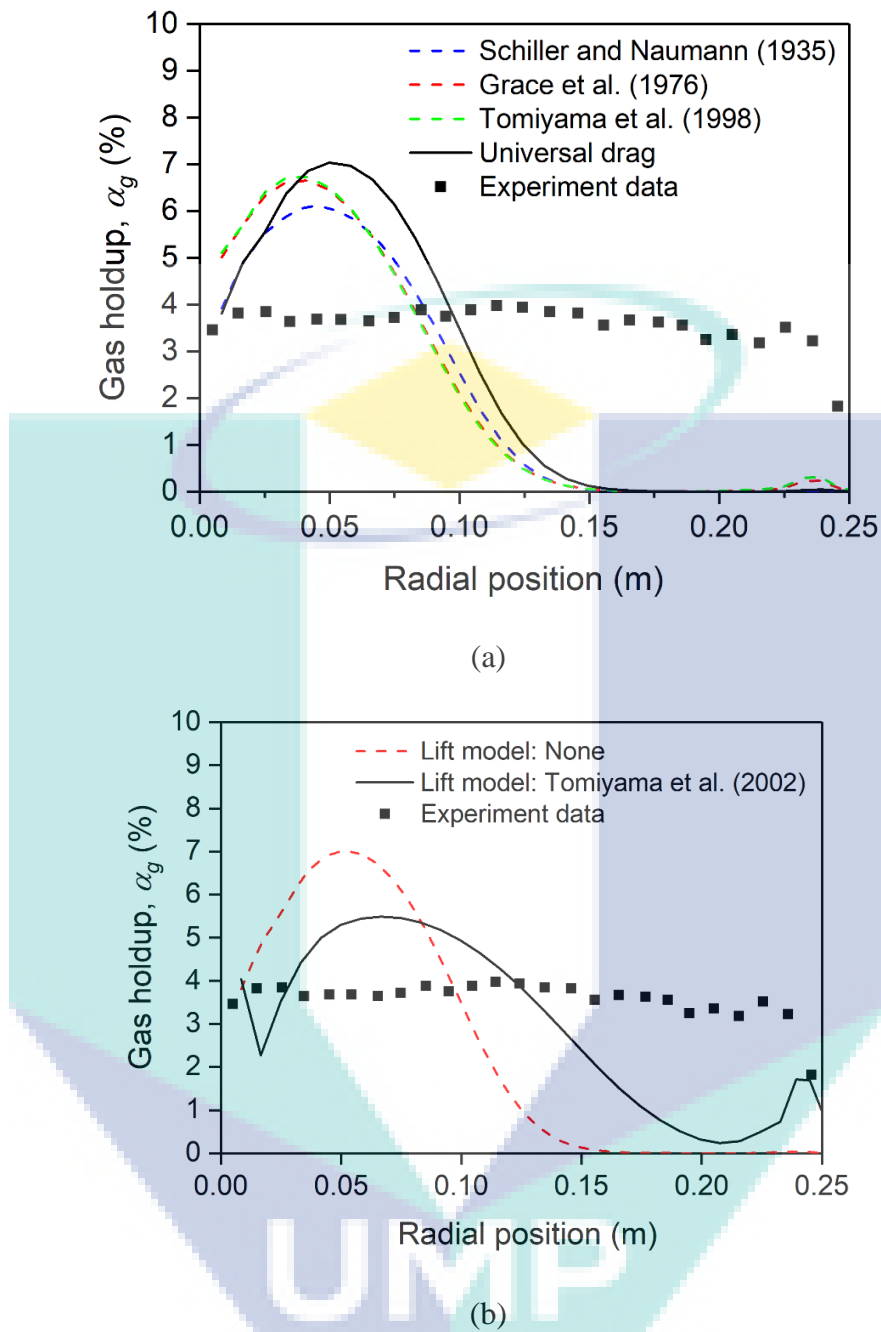 10
9
8
7
6
5
4
3
2
1
0
Gas holdup, α_g (%)
Schiller and Naumann (1935)
Grace et al. (1976)
Tomiyama et al. (1998)
Universal drag
Experiment data
0.00 0.05 0.10 0.15 0.20 0.25
Radial position (m)
(a)
10
9
8
7
6
5
4
3
2
1
0
Gas holdup, α_g (%)
Lift model: None
Lift model: Tomiyama et al. (2002)
Experiment data
0.00 0.05 0.10 0.15 0.20 0.25
Radial position (m)
UMP
(b)